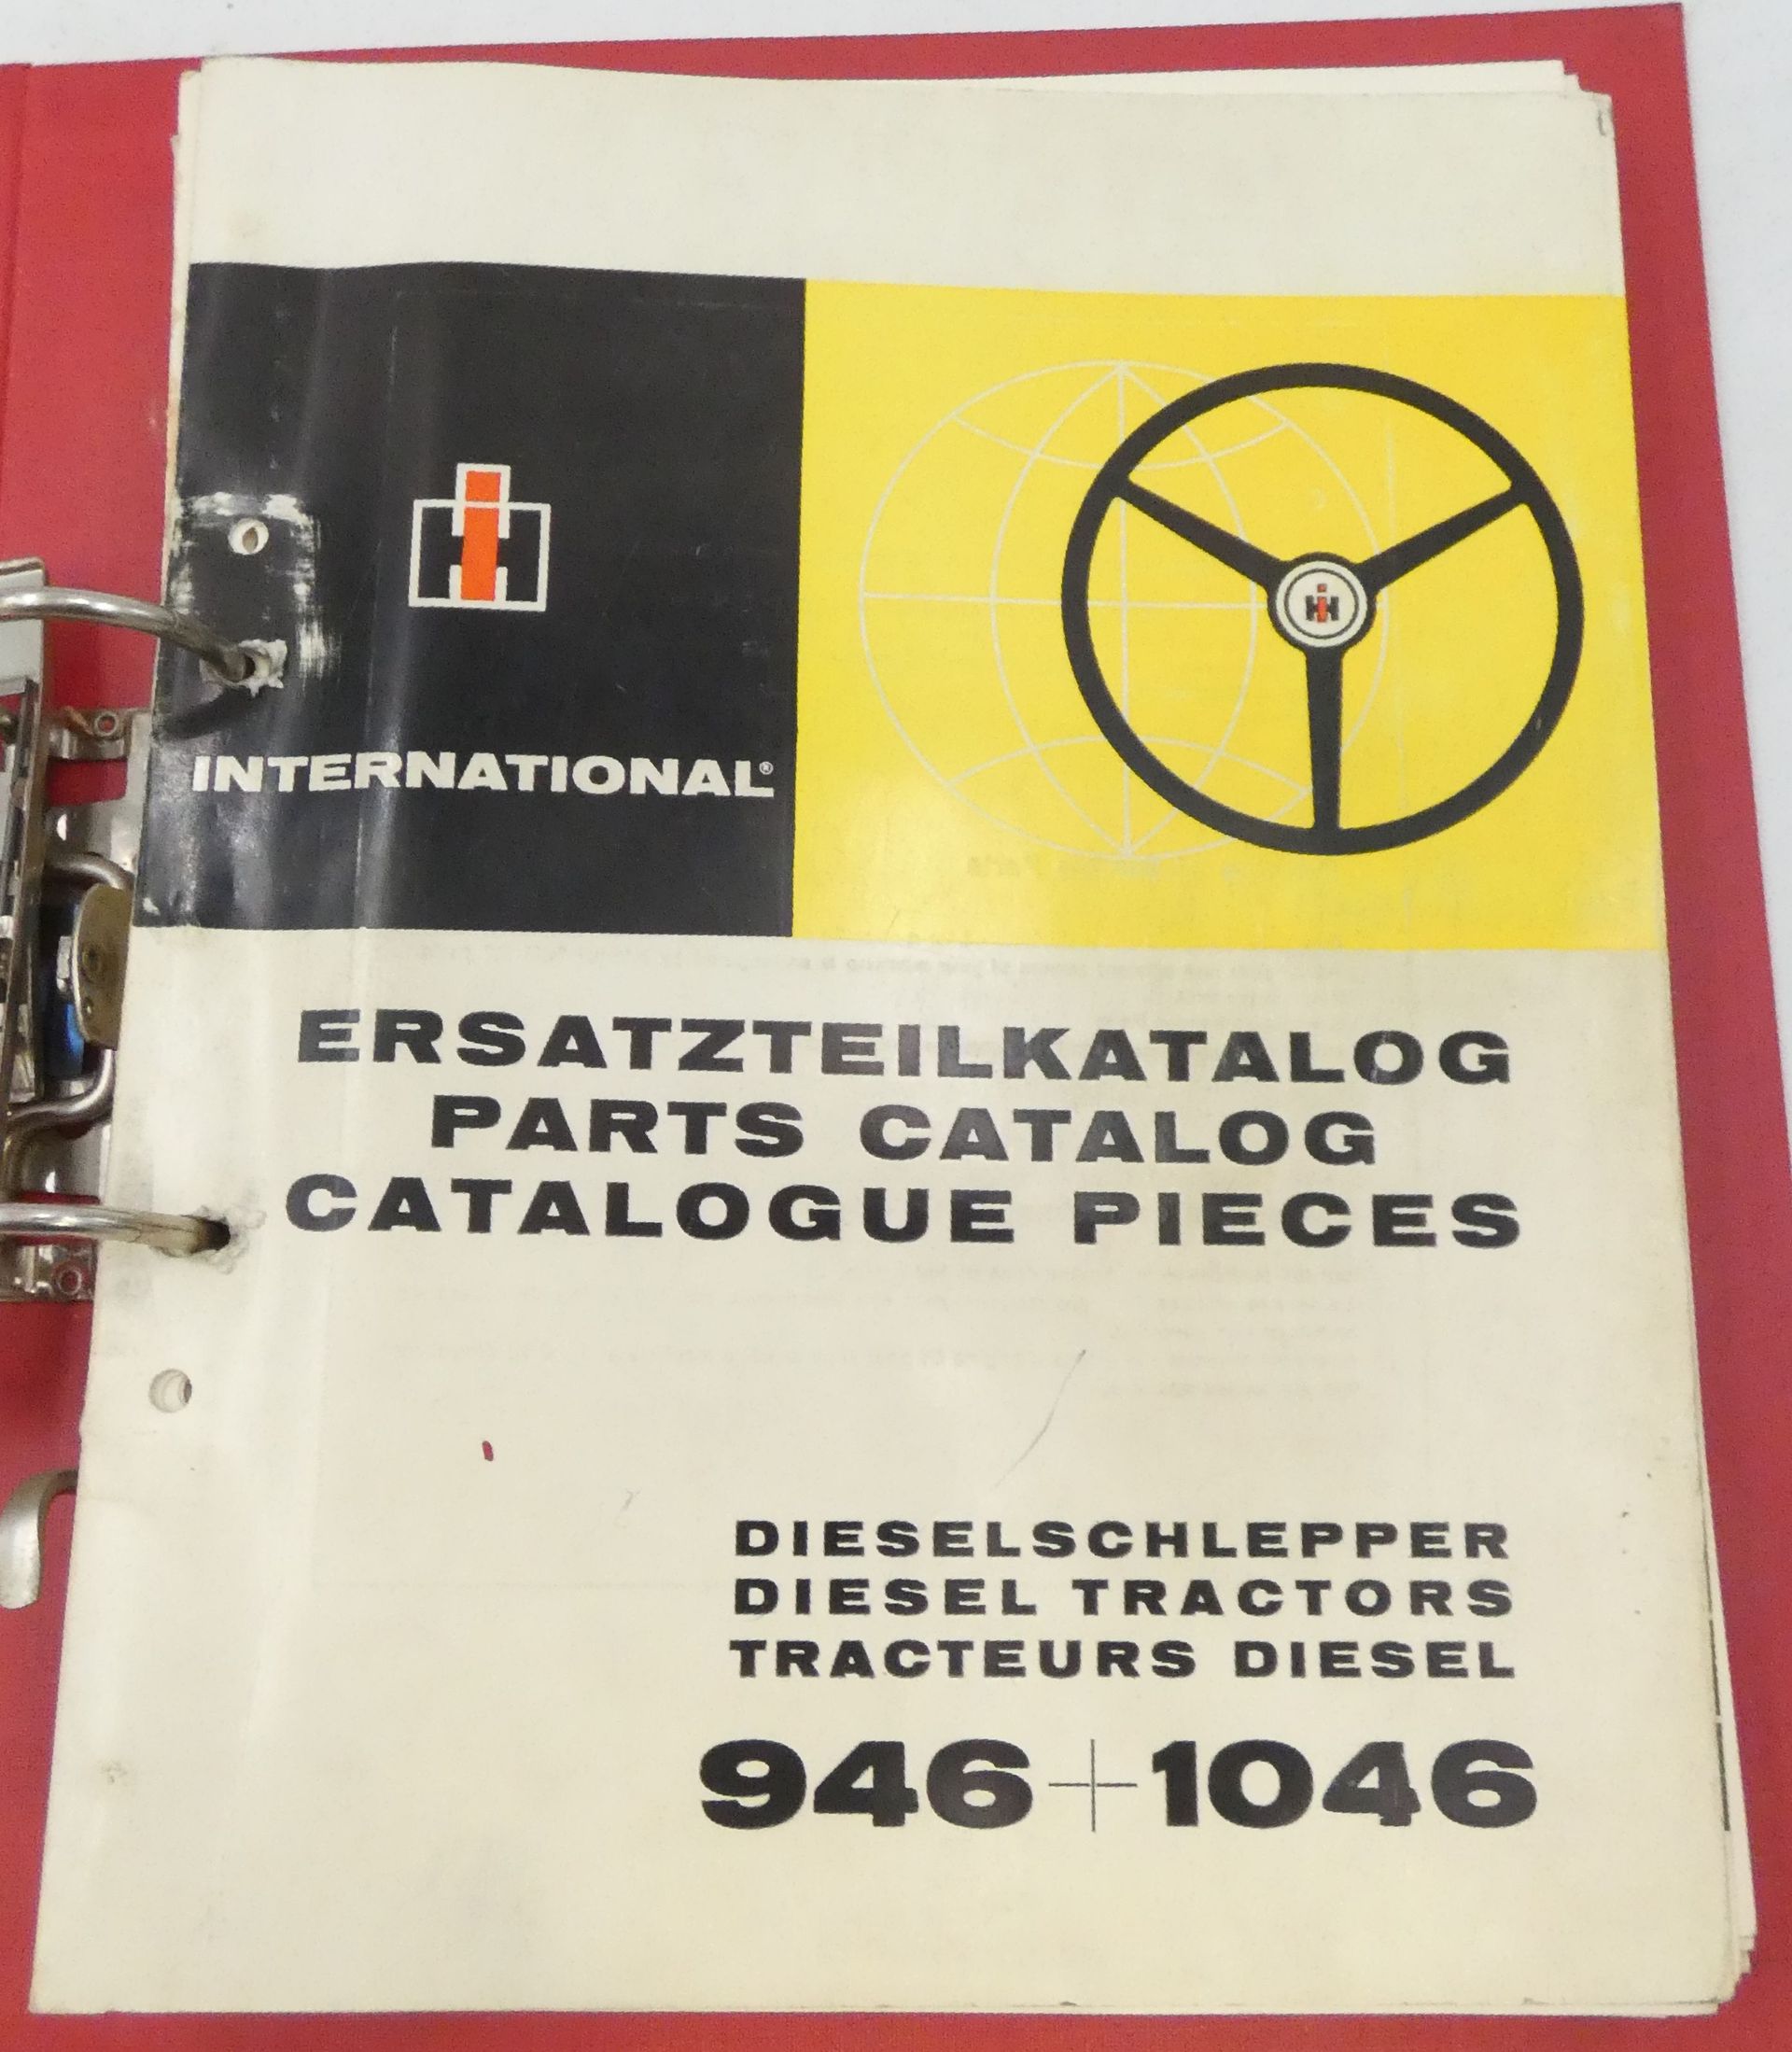 INTERNATIONAL®
ERSATZTEILKATALOG
PARTS CATALOG
CATALOGUE PIECES
DIESELSCHLEPPER
DIESEL TRACTORS
TRACTEURS DIESEL
946+1046